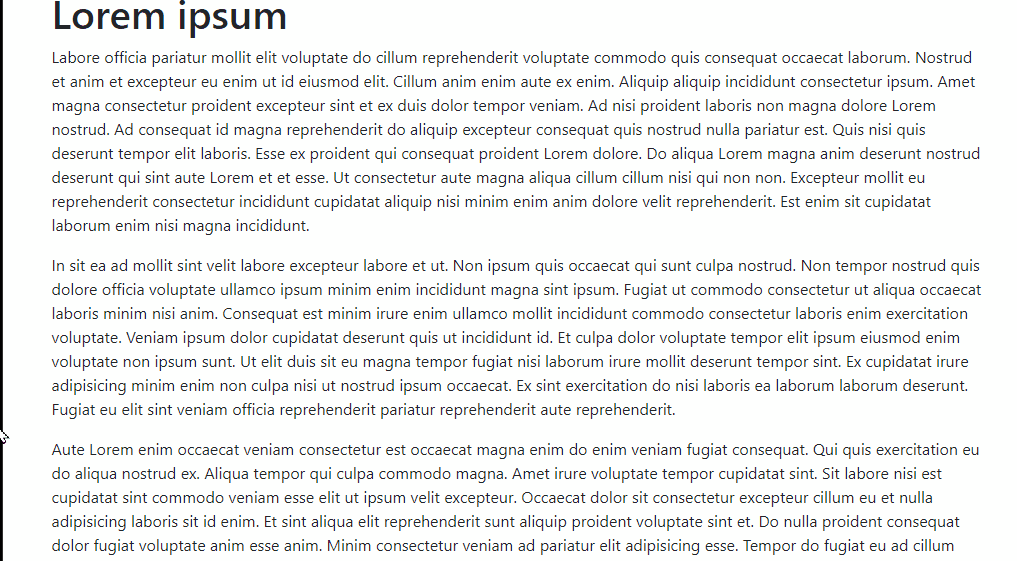 Lorem ipsum
Labore officia pariatur mollit elit voluptate do cillum reprehenderit voluptate commodo quis consequat occaecat laborum. Nostrud
et anim et excepteur eu enim ut id eiusmod elit. Cillum anim enim aute ex enim. Aliquip aliquip incididunt consectetur ipsum. Amet
magna consectetur proident excepteur sint et ex duis dolor tempor veniam. Ad nisi proident laboris non magna dolore Lorem
nostrud. Ad consequat id magna reprehenderit do aliquip excepteur consequat quis nostrud nulla pariatur est. Quis nisi quis
deserunt tempor elit laboris. Esse ex proident qui consequat proident Lorem dolore. Do aliqua Lorem magna anim deserunt nostrud
deserunt qui sint aute Lorem et et esse. Ut consectetur aute magna aliqua cillum cillum nisi qui non non. Excepteur mollit eu
reprehenderit consectetur incididunt cupidatat aliquip nisi minim enim anim dolore velit reprehenderit. Est enim sit cupidatat
laborum enim nisi magna incididunt.
In sit ea ad mollit sint velit labore excepteur labore et ut. Non ipsum quis occaecat qui sunt culpa nostrud. Non tempor nostrud quis
dolore officia voluptate ullamco ipsum minim enim incididunt magna sint ipsum. Fugiat ut commodo consectetur ut aliqua occaecat
laboris minim nisi anim. Consequat est minim irure enim ullamco mollit incididunt commodo consectetur laboris enim exercitation
voluptate. Veniam ipsum dolor cupidatat deserunt quis ut incididunt id. Et culpa dolor voluptate tempor elit ipsum eiusmod enim
voluptate non ipsum sunt. Ut elit duis sit eu magna tempor fugiat nisi laborum irure mollit deserunt tempor sint. Ex cupidatat irure
adipisicing minim enim non culpa nisi ut nostrud ipsum occaecat. Ex sint exercitation do nisi laboris ea laborum laborum deserunt.
Fugiat eu elit sint veniam officia reprehenderit pariatur reprehenderit aute reprehenderit.
Aute Lorem enim occaecat veniam consectetur est occaecat magna enim do enim veniam fugiat consequat. Qui quis exercitation eu
do aliqua nostrud ex. Aliqua tempor qui culpa commodo magna. Amet irure voluptate tempor cupidatat sint. Sit labore nisi est
cupidatat sint commodo veniam esse elit ut ipsum velit excepteur. Occaecat dolor sit consectetur excepteur cillum eu et nulla
adipisicing laboris sit id enim. Et sint aliqua elit reprehenderit sunt aliquip proident voluptate sint et. Do nulla proident consequat
dolor fugiat voluptate anim esse anim. Minim consectetur veniam ad pariatur elit adipisicing esse. Tempor do fugiat eu ad cillum